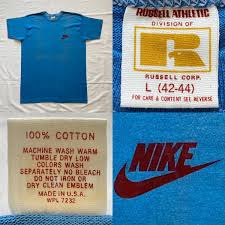 RUSSELL ATHLETIC
DIVISION OF
R
RUSSELL CORP.
L (42-44)
FOR CARE & CONTENT SEE REVERSE
100% COTTON
MACHINE WASH WARM
TUMBLE DRY LOW
COLORS WASH
SEPARATELY NO BLEACH
DO NOT IRON OR
DRY CLEAN EMBLEM
MADE IN U.S.A.
WPL 7232
NIKE